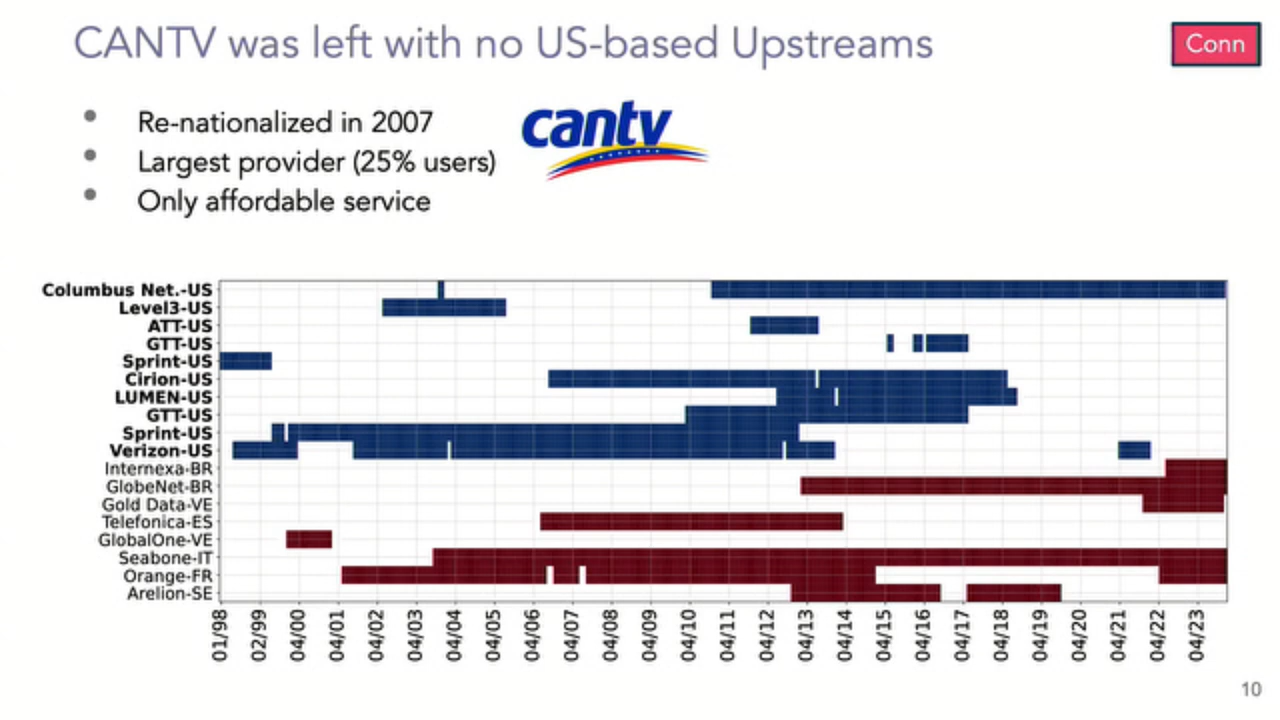 CANTV was left with no US-based Upstreams
Conn
• Re-nationalized in 2007
• Largest provider (25% users)
• Only affordable service
cantv
Columbus Net.-US
Level3-US
ATT-US
GTT-US
Sprint-US
Cirion-US
LUMEN-US
GTT-US
Sprint-US
Verizon-US
Internexa-BR
GlobeNet-BR
Gold Data-VE
Telefonica-ES
GlobalOne-VE
Seabone-IT
Orange-FR
Arelion-SE
01/98
02/99
04/00
04/01
04/02
04/03
04/04
04/05
04/06
04/07
04/08
04/09
04/10
04/11
04/12
04/13
04/14
04/15
04/16
04/17
04/18
04/19
04/20
04/21
04/22
04/23
10